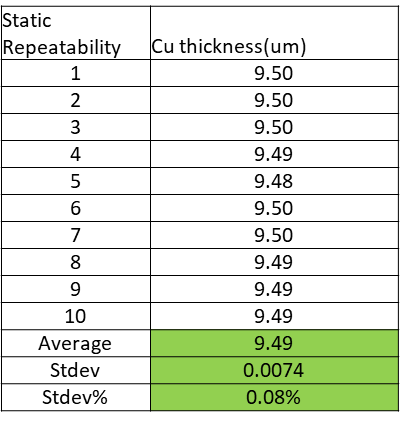 Static
Repeatability Cu thickness(um)
1 9.50
2 9.50
3 9.50
4 9.49
5 9.48
6 9.50
7 9.50
8 9.49
9 9.49
10 9.49
Average 9.49
Stdev 0.0074
Stdev% 0.08%